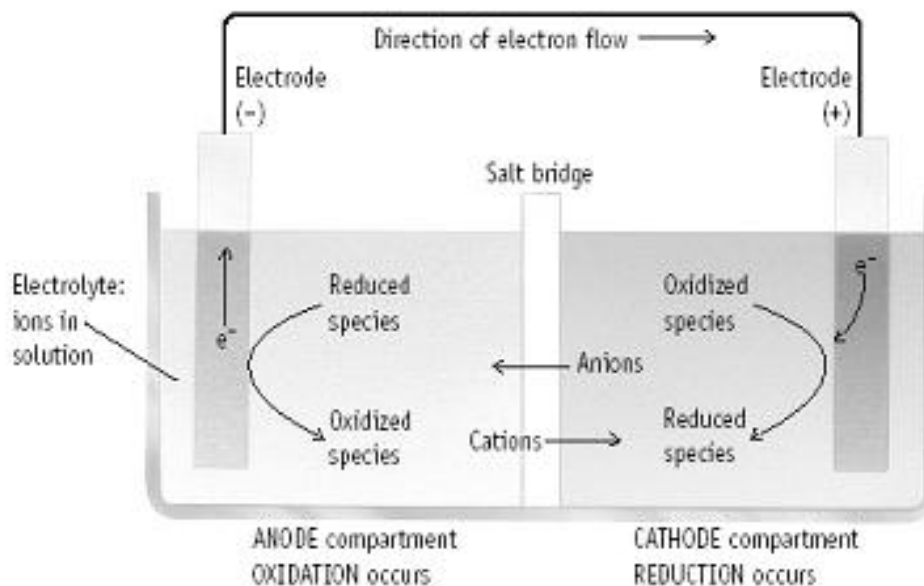 Direction of electron flow
Electrode
(−)
Electrode
(+)
Salt bridge
Electrolyte:
ions in
solution
e⁻
Reduced
species
Oxidized
species
Oxidized
species
Reduced
species
e⁻
Anions
Cations
ANODE compartment
OXIDATION occurs
CATHODE compartment
REDUCTION occurs